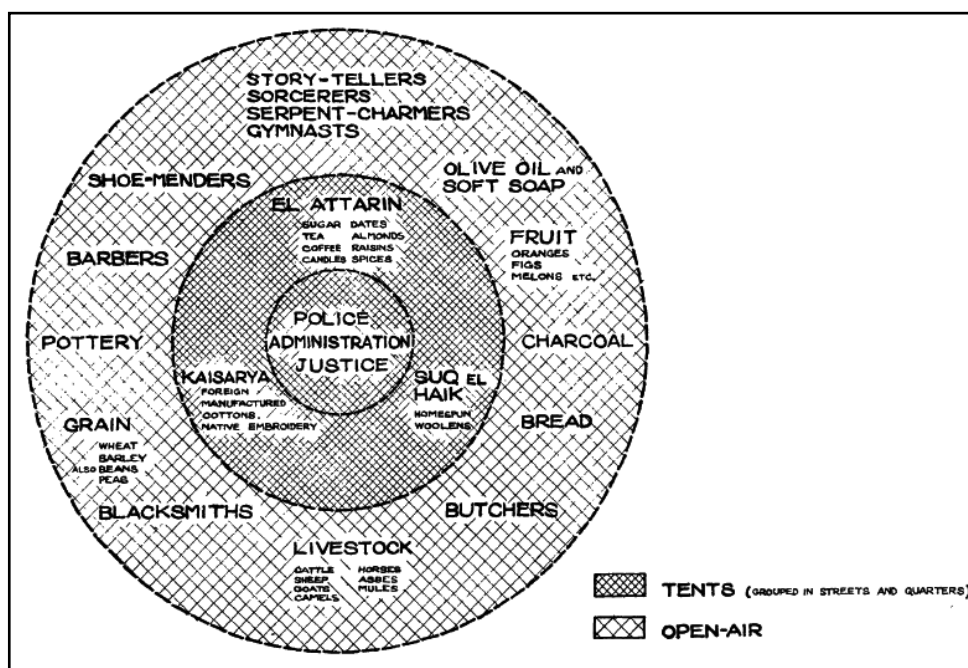 STORY-TELLERS
SORCERERS
SERPENT-CHARMERS
GYMNASTS
OLIVE OIL AND
SOFT SOAP
SHOE-MENDERS
EL ATTARIN
SUGAR DATES
TEA ALMONDS
COFFEE RAISINS
CANDLES SPICES
FRUIT
ORANGES
FIGS
MELONS ETC.
BARBERS
POLICE
ADMINISTRATION
JUSTICE
POTTERY
CHARCOAL
KAISARYA
FOREIGN
MANUFACTURED
COTTONS.
NATIVE EMBROIDERY
SUQ EL
HAIK
HOMESPUN
WOOLENS
GRAIN
WHEAT
BARLEY
ALSO BEANS
PEAS
BREAD
BLACKSMITHS
BUTCHERS
LIVESTOCK
CATTLE HORSES
SHEEP ASSES
GOATS MULES
CAMELS
TENTS (GROUPED IN STREETS AND QUARTERS)
OPEN-AIR